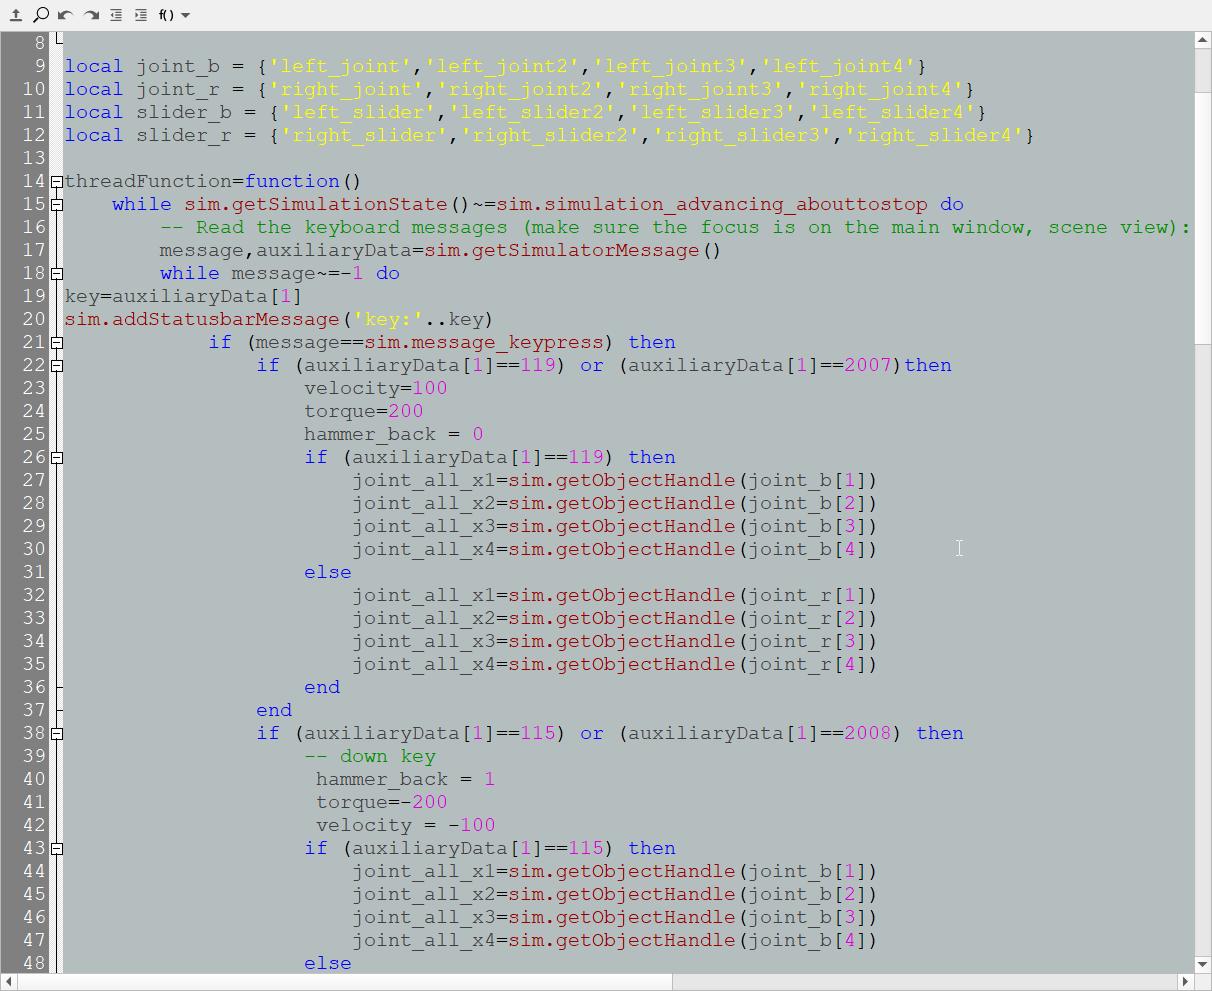 f()
8
9 local joint_b = {'left_joint','left_joint2','left_joint3','left_joint4'}
10 local joint_r = {'right_joint','right_joint2','right_joint3','right_joint4'}
11 local slider_b = {'left_slider','left_slider2','left_slider3','left_slider4'}
12 local slider_r = {'right_slider','right_slider2','right_slider3','right_slider4'}
13
14 threadFunction=function()
15     while sim.getSimulationState()~=sim.simulation_advancing_abouttostop do
16         -- Read the keyboard messages (make sure the focus is on the main window, scene view):
17         message,auxiliaryData=sim.getSimulatorMessage()
18         while message~=-1 do
19 key=auxiliaryData[1]
20 sim.addStatusbarMessage('key:'..key)
21             if (message==sim.message_keypress) then
22                 if (auxiliaryData[1]==119) or (auxiliaryData[1]==2007)then
23                     velocity=100
24                     torque=200
25                     hammer_back = 0
26                     if (auxiliaryData[1]==119) then
27                         joint_all_x1=sim.getObjectHandle(joint_b[1])
28                         joint_all_x2=sim.getObjectHandle(joint_b[2])
29                         joint_all_x3=sim.getObjectHandle(joint_b[3])
30                         joint_all_x4=sim.getObjectHandle(joint_b[4])
31                     else
32                         joint_all_x1=sim.getObjectHandle(joint_r[1])
33                         joint_all_x2=sim.getObjectHandle(joint_r[2])
34                         joint_all_x3=sim.getObjectHandle(joint_r[3])
35                         joint_all_x4=sim.getObjectHandle(joint_r[4])
36                     end
37                 end
38                 if (auxiliaryData[1]==115) or (auxiliaryData[1]==2008) then
39                     -- down key
40                      hammer_back = 1
41                      torque=-200
42                      velocity = -100
43                     if (auxiliaryData[1]==115) then
44                         joint_all_x1=sim.getObjectHandle(joint_b[1])
45                         joint_all_x2=sim.getObjectHandle(joint_b[2])
46                         joint_all_x3=sim.getObjectHandle(joint_b[3])
47                         joint_all_x4=sim.getObjectHandle(joint_b[4])
48                     else